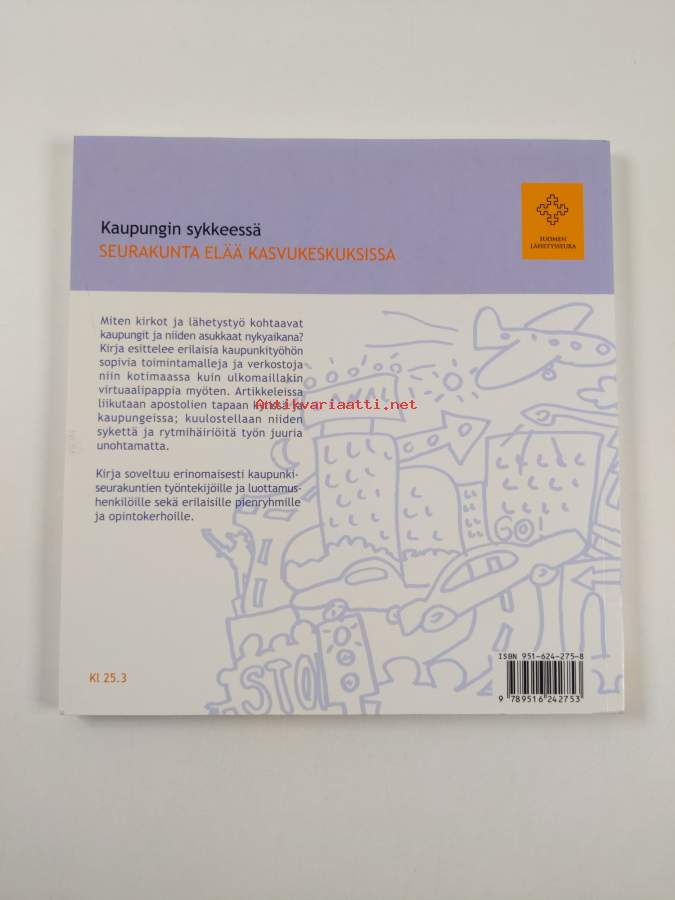 Kaupungin sykkeessä
SEURAKUNTA ELÄÄ KASVUKESKUKSISSA
SUOMEN
LÄHETYSSEURA
Miten kirkot ja lähetystyö kohtaavat
kaupungit ja niiden asukkaat nykyaikana?
Kirja esittelee erilaisia kaupunkityöhön
sopivia toimintamalleja ja verkostoja
niin kotimaassa kuin ulkomaillakin
virtuaalipappia myöten. Artikkeleissa
liikutaan apostolien tapaan
kaupungeissa; kuulostellaan niiden
sykettä ja rytmihäiriöitä työn juuria
unohtamatta.
Antikvariaatti.net
Kirja soveltuu erinomaisesti kaupunki-
seurakuntien työntekijöille ja luottamus-
henkilöille sekä erilaisille pienryhmille
ja opintokerhoille.
GO!
STO
Kl 25.3
ISBN 951-624-275-8
9 789516 242753